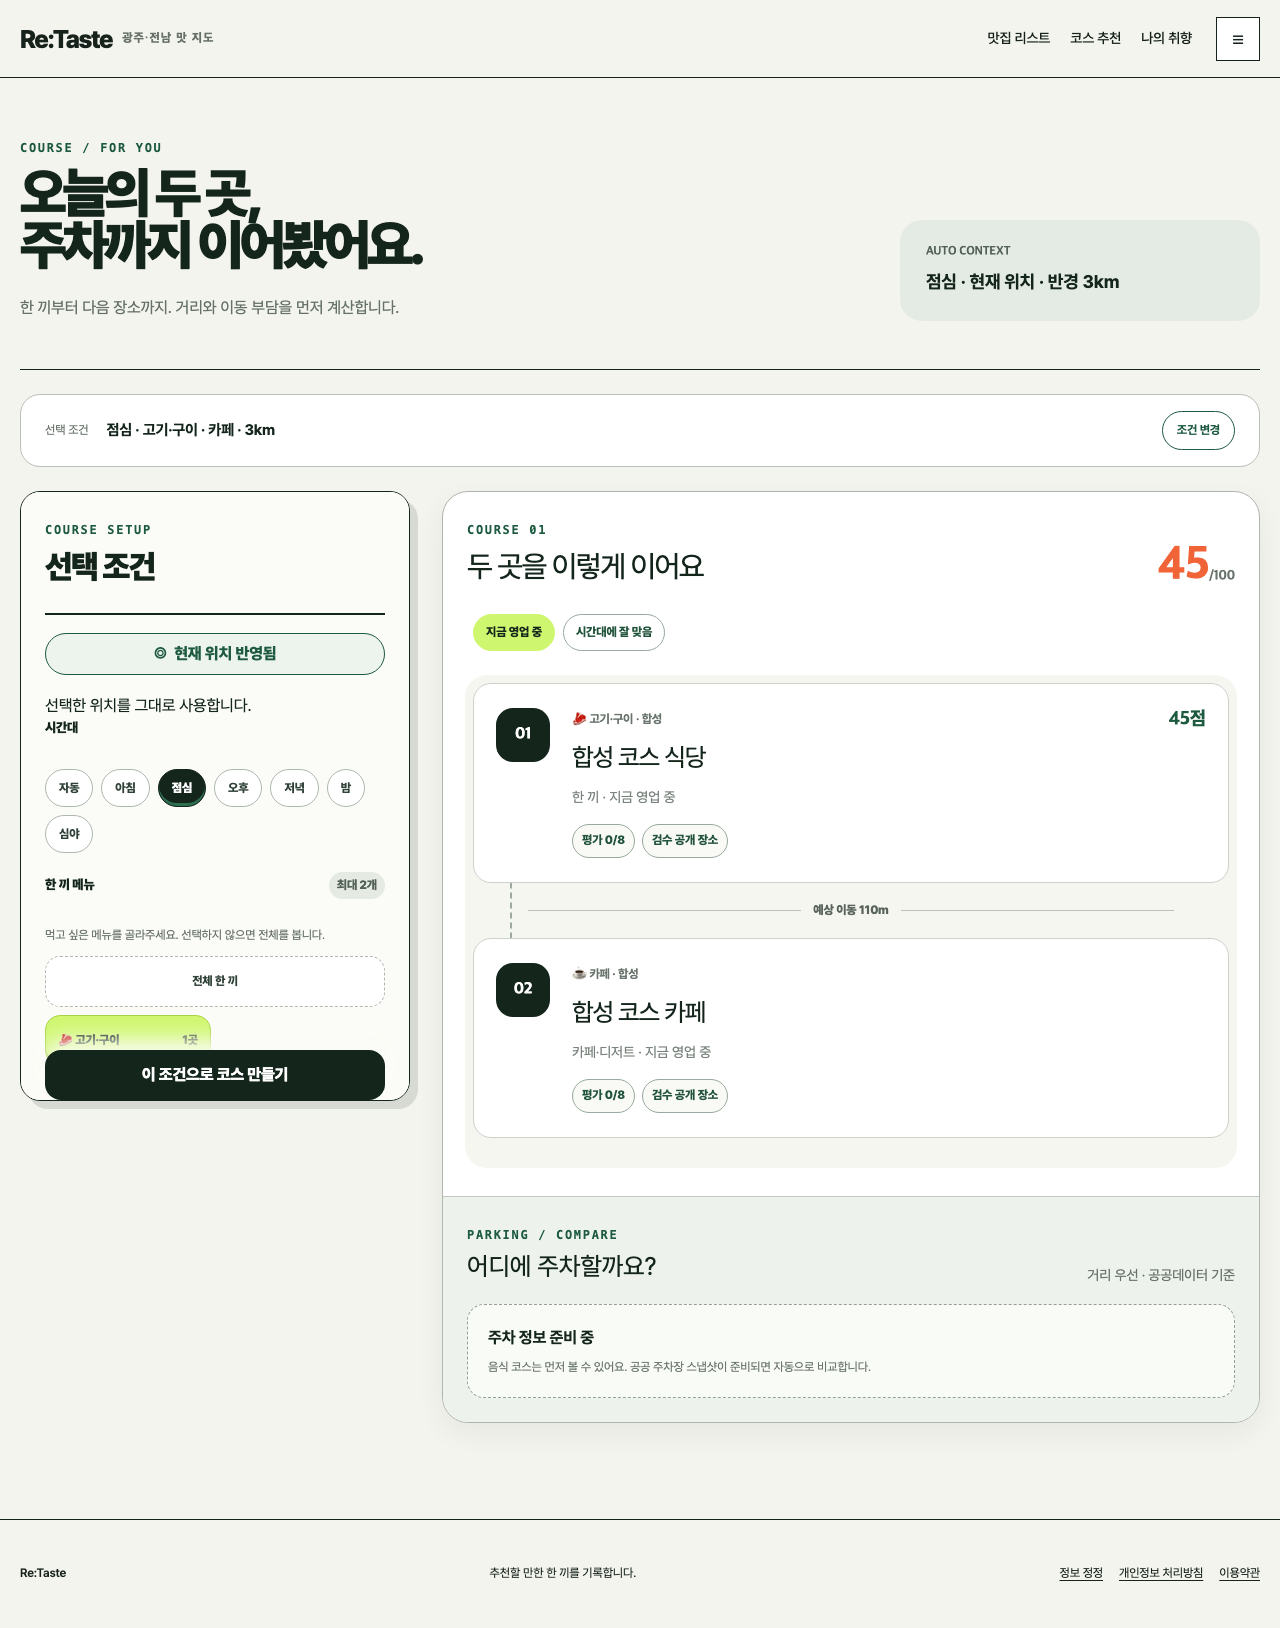 Re:Taste 광주·전남 맛 지도
맛집 리스트 코스 추천 나의 취향
COURSE / FOR YOU
오늘의 두 곳,
주차까지 이어봤어요.
한 끼부터 다음 장소까지. 거리와 이동 부담을 먼저 계산합니다.
AUTO CONTEXT
점심 · 현재 위치 · 반경 3km
선택 조건 점심 · 고기·구이 · 카페 · 3km
조건 변경
COURSE SETUP
선택 조건
◎ 현재 위치 반영됨
선택한 위치를 그대로 사용합니다.
시간대
자동 아침 점심 오후 저녁 밤
심야
한 끼 메뉴 최대 2개
먹고 싶은 메뉴를 골라주세요. 선택하지 않으면 전체를 봅니다.
전체 한 끼
고기·구이 1곳
이 조건으로 코스 만들기
COURSE 01
두 곳을 이렇게 이어요
45/100
지금 영업 중 시간대에 잘 맞음
01
고기·구이 · 합성
45점
합성 코스 식당
한 끼 · 지금 영업 중
평가 0/8 검수 공개 장소
예상 이동 110m
02
카페 · 합성
합성 코스 카페
카페·디저트 · 지금 영업 중
평가 0/8 검수 공개 장소
PARKING / COMPARE
어디에 주차할까요?
거리 우선 · 공공데이터 기준
주차 정보 준비 중
음식 코스는 먼저 볼 수 있어요. 공공 주차장 스냅샷이 준비되면 자동으로 비교합니다.
Re:Taste
추천할 만한 한 끼를 기록합니다.
정보 정정 개인정보 처리방침 이용약관